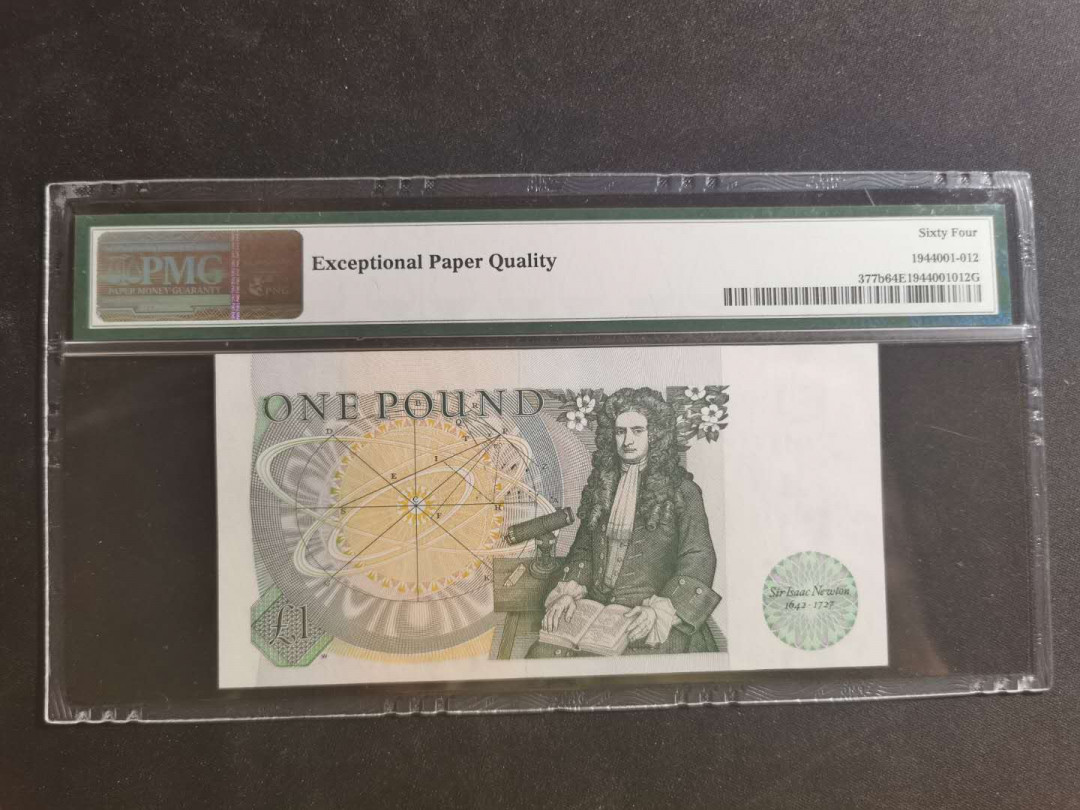 PMG
PAPER MONEY GUARANTY
PNG
Exceptional Paper Quality
Sixty Four
1944001-012
377b64E1944001012G
ONE POUND
Sir Isaac Newton
1642 - 1727
£1